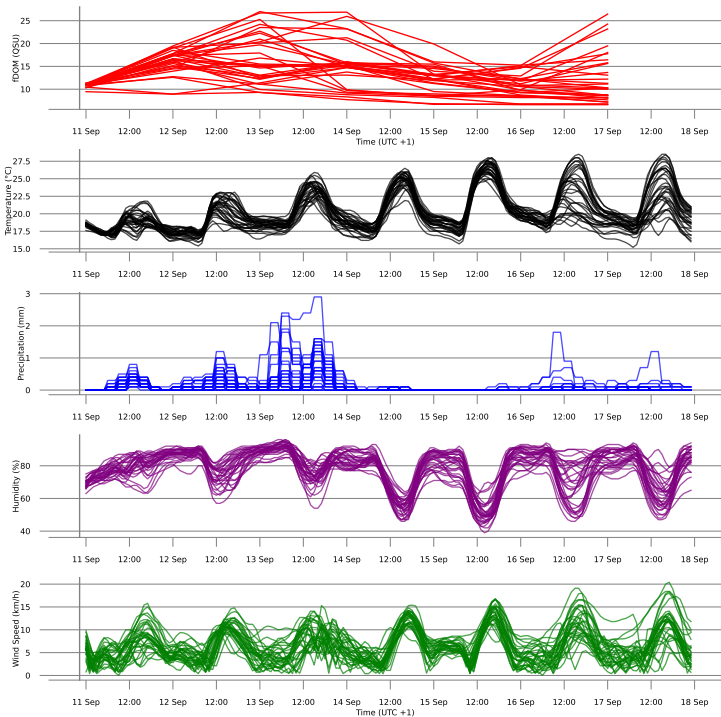 fDOM (QSU)
25
20
15
10
11 Sep 12:00 12 Sep 12:00 13 Sep 12:00 14 Sep 12:00 15 Sep 12:00 16 Sep 12:00 17 Sep 12:00 18 Sep
Time (UTC +1)
Temperature (°C)
27.5
25.0
22.5
20.0
17.5
15.0
11 Sep 12:00 12 Sep 12:00 13 Sep 12:00 14 Sep 12:00 15 Sep 12:00 16 Sep 12:00 17 Sep 12:00 18 Sep
Precipitation (mm)
3
2
1
0
11 Sep 12:00 12 Sep 12:00 13 Sep 12:00 14 Sep 12:00 15 Sep 12:00 16 Sep 12:00 17 Sep 12:00 18 Sep
Humidity (%)
80
60
40
11 Sep 12:00 12 Sep 12:00 13 Sep 12:00 14 Sep 12:00 15 Sep 12:00 16 Sep 12:00 17 Sep 12:00 18 Sep
Wind Speed (km/h)
20
15
10
5
0
11 Sep 12:00 12 Sep 12:00 13 Sep 12:00 14 Sep 12:00 15 Sep 12:00 16 Sep 12:00 17 Sep 12:00 18 Sep
Time (UTC +1)